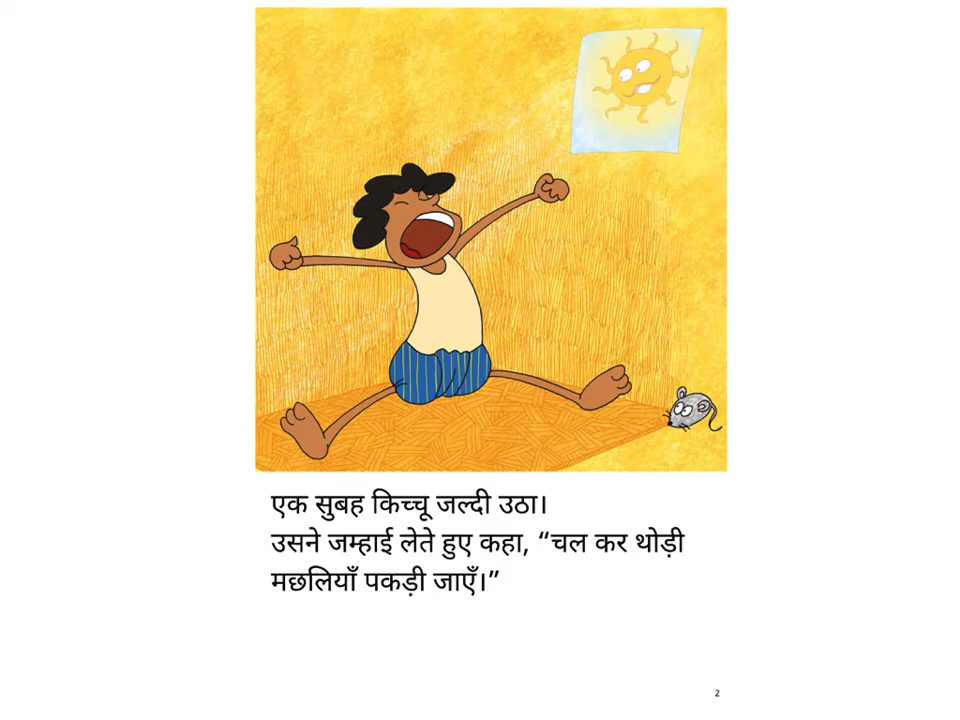 एक सुबह किच्चू जल्दी उठा।
उसने जम्हाई लेते हुए कहा, “चल कर थोड़ी
मछलियाँ पकड़ी जाएँ।”
2